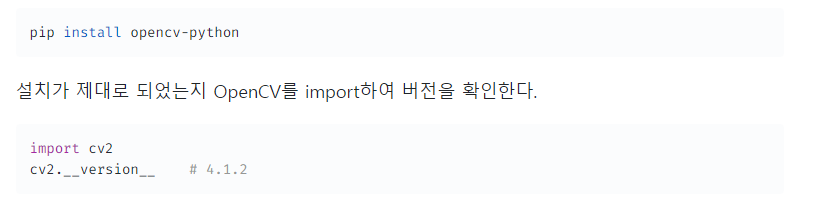 pip install opencv-python
설치가 제대로 되었는지 OpenCV를 import하여 버전을 확인한다.
import cv2
cv2.__version__    # 4.1.2